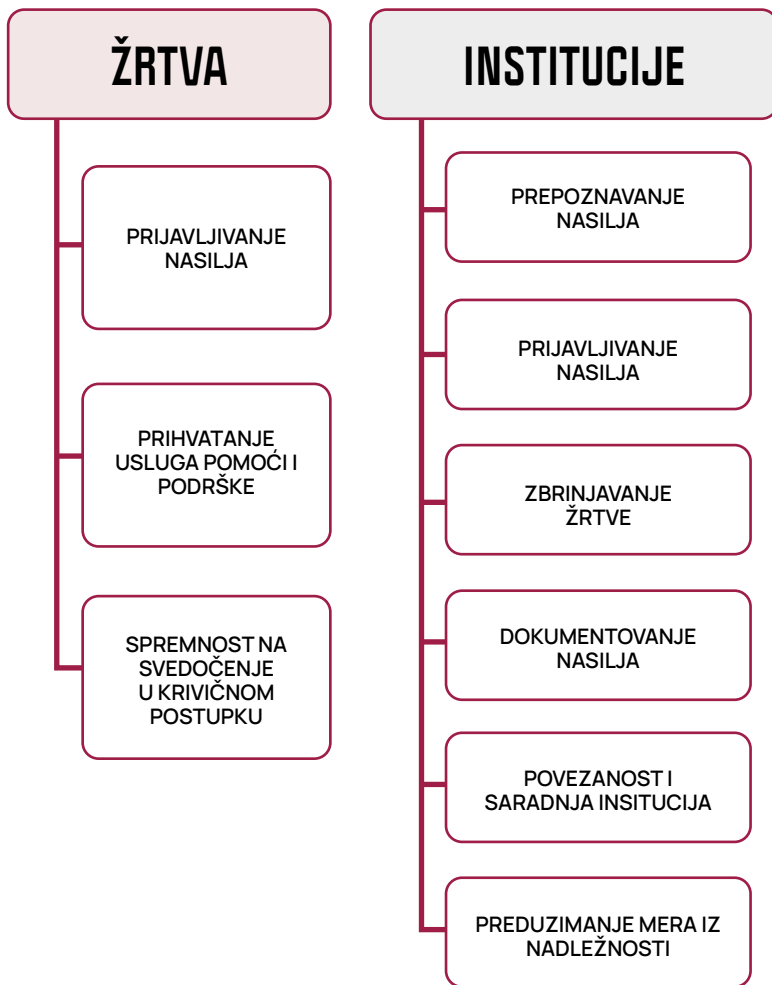 ŽRTVA
PRIJAVLJIVANJE
NASILJA
PRIHVATANJE
USLUGA POMOĆI I
PODRŠKE
SPREMNOST NA
SVEDOČENJE
U KRIVIČNOM
POSTUPKU
INSTITUCIJE
PREPOZNAVANJE
NASILJA
PRIJAVLJIVANJE
NASILJA
ZBRINJAVANJE
ŽRTVE
DOKUMENTOVANJE
NASILJA
POVEZANOST I
SARADNJA INSITUCIJA
PREDUZIMANJE MERA IZ
NADLEŽNOSTI